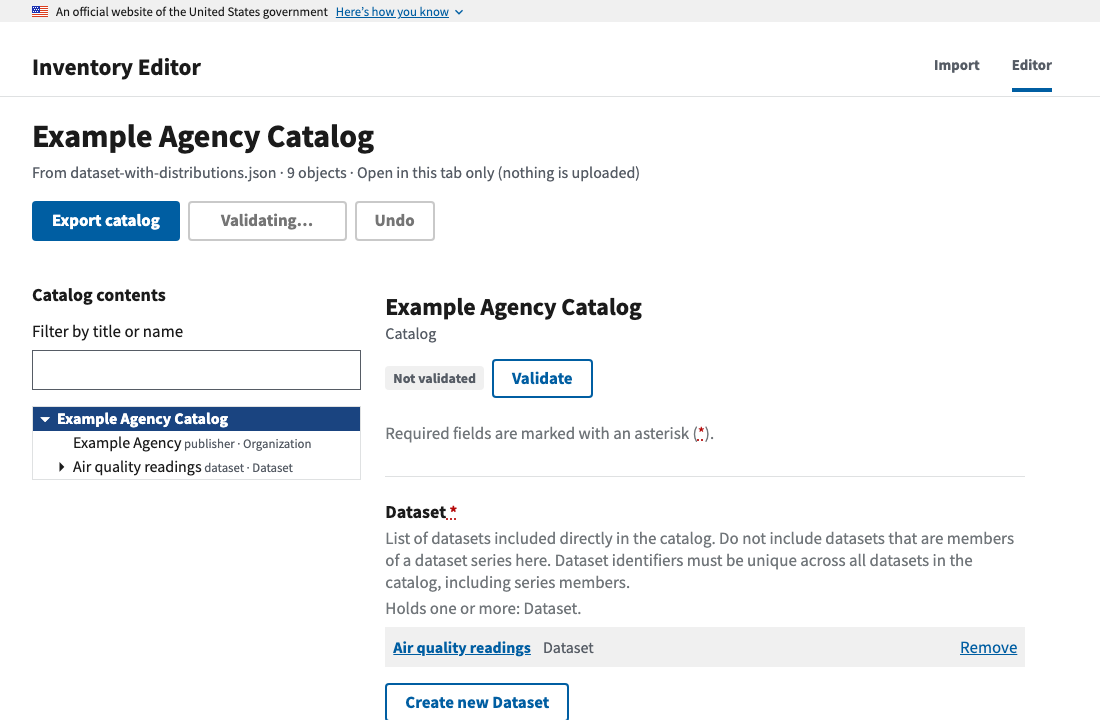 An official website of the United States government Here's how you know
Inventory Editor
Import
Editor
Example Agency Catalog
From dataset-with-distributions.json · 9 objects · Open in this tab only (nothing is uploaded)
Export catalog
Validating…
Undo
Catalog contents
Filter by title or name
Example Agency Catalog
Example Agency publisher · Organization
Air quality readings dataset · Dataset
Example Agency Catalog
Catalog
Not validated
Validate
Required fields are marked with an asterisk (*).
Dataset *
List of datasets included directly in the catalog. Do not include datasets that are members
of a dataset series here. Dataset identifiers must be unique across all datasets in the
catalog, including series members.
Holds one or more: Dataset.
Air quality readings Dataset Remove
Create new Dataset